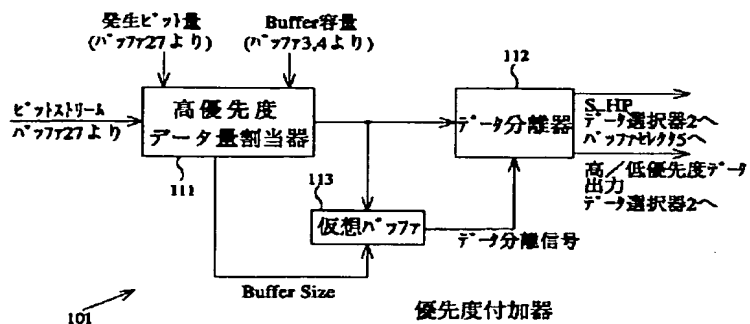 発生ビット量
(バッファ27より)
Buffer容量
(バッファ3,4より)
ビットストリーム
バッファ27より
高優先度
データ量割当器
111
112
データ分離器
S_HP
データ選択器2へ
バッファセレクタ5へ
高/低優先度データ
出力
データ選択器2へ
113
仮想バッファ
データ分離信号
Buffer Size
101
優先度付加器